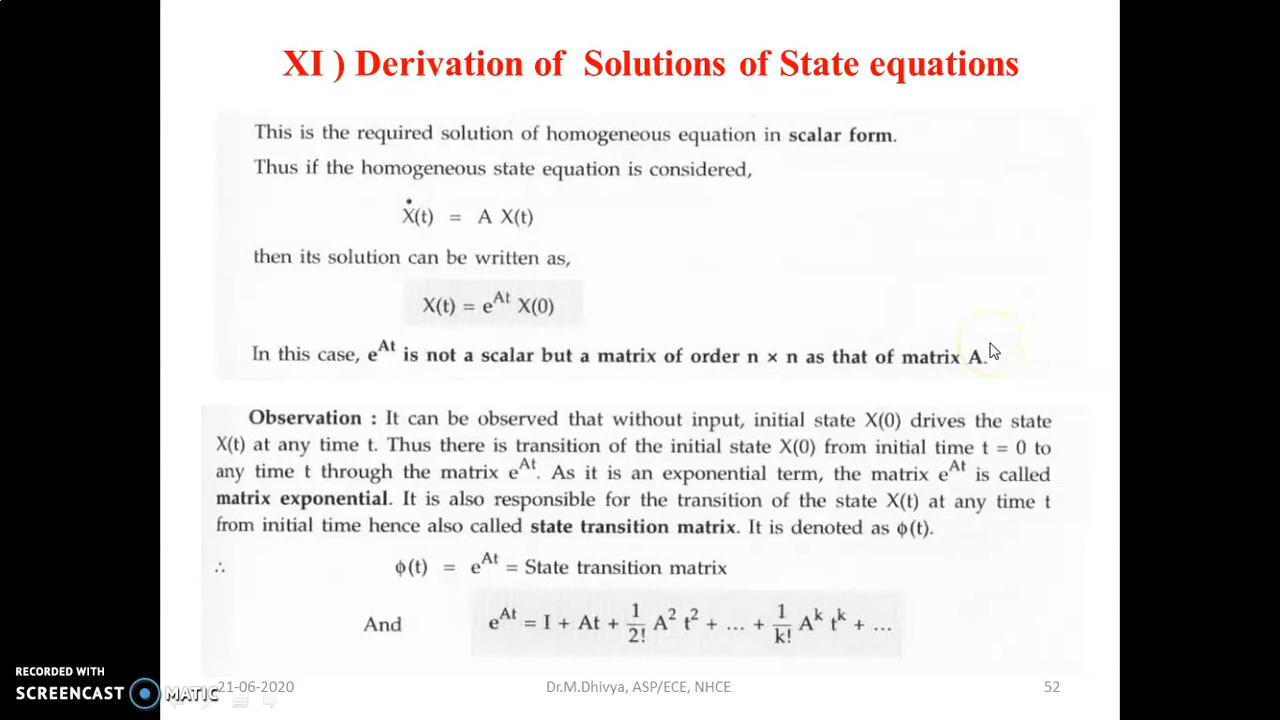 XI ) Derivation of Solutions of State equations
This is the required solution of homogeneous equation in scalar form.
Thus if the homogeneous state equation is considered,
Ẋ(t) = A X(t)
then its solution can be written as,
X(t) = e^At X(0)
In this case, e^At is not a scalar but a matrix of order n × n as that of matrix A.
Observation : It can be observed that without input, initial state X(0) drives the state
X(t) at any time t. Thus there is transition of the initial state X(0) from initial time t = 0 to
any time t through the matrix e^At. As it is an exponential term, the matrix e^At is called
matrix exponential. It is also responsible for the transition of the state X(t) at any time t
from initial time hence also called state transition matrix. It is denoted as ϕ(t).
∴ ϕ(t) = e^At = State transition matrix
And e^At = I + At + 1/2! A^2 t^2 + ... + 1/k! A^k t^k + ...
RECORDED WITH
SCREENCAST MATIC
21-06-2020 Dr.M.Dhivya, ASP/ECE, NHCE 52